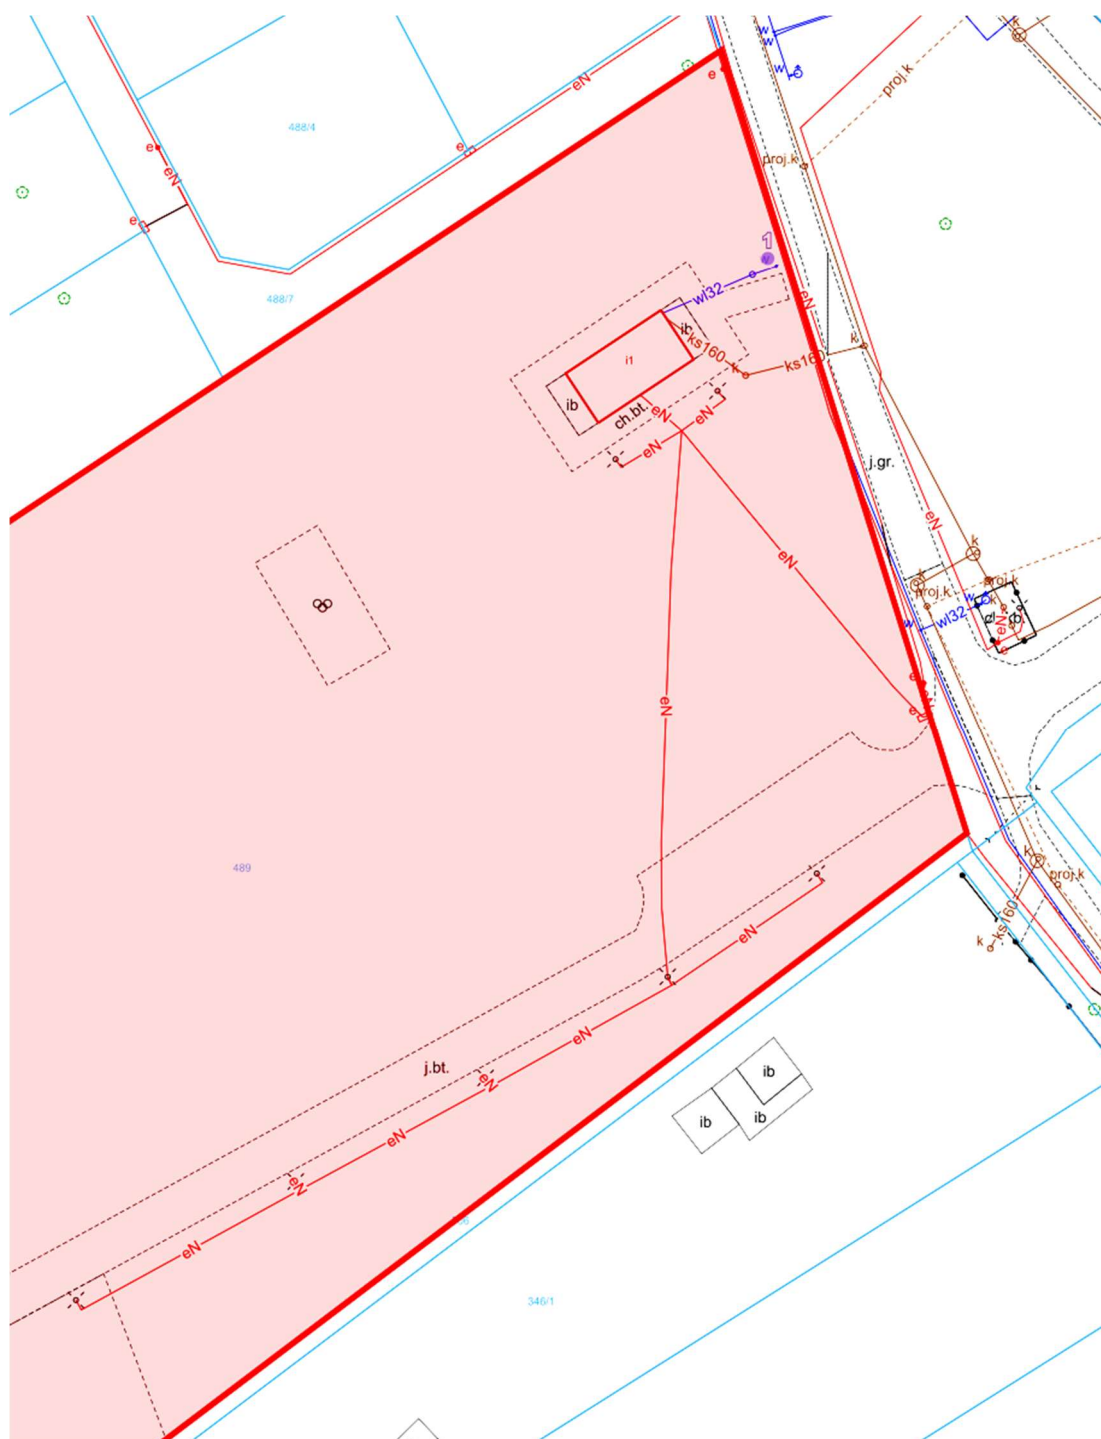 w
k
w
w
eN
e
proj.k
488/4
e
e
proj.k
eN
e
1
488/7
wl32
eN
ib
i1
ks160
k
k
ks160
ib
ch.bt.
eN
eN
eN
j.gr.
eN
k
eN
k
proj.k
proj.k
w
k
wl32
w
eN
e
eN
e
eN
k
489
proj.k
ks160
eN
k
eN
j.bt.
ib
eN
ib
ib
eN
eN
eN
346/1